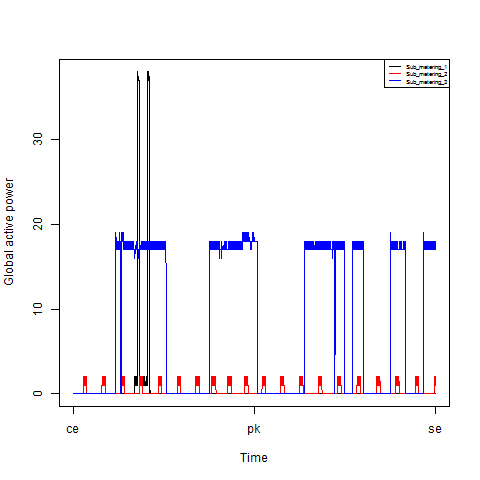 Sub_metering_1
Sub_metering_2
Sub_metering_3
Global active power
30
20
10
0
ce pk se
Time